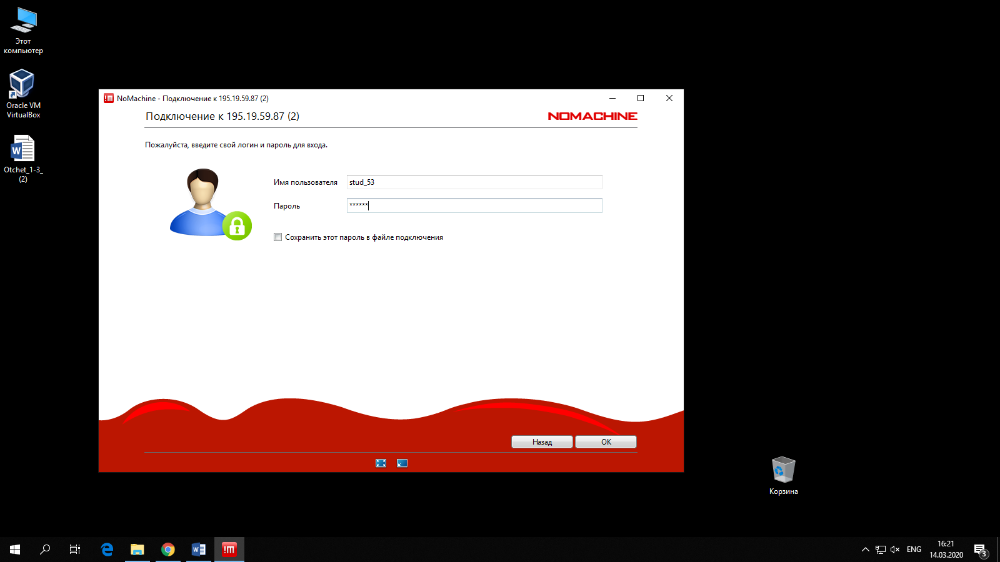 Этот
компьютер
Oracle VM
VirtualBox
Otchet_1-3_
(2)
!M NoMachine - Подключение к 195.19.59.87 (2)
Подключение к 195.19.59.87 (2)
NOMACHINE
Пожалуйста, введите свой логин и пароль для входа.
Имя пользователя stud_53
Пароль ******
Сохранить этот пароль в файле подключения
Назад OK
Корзина
!M
ENG
16:21
14.03.2020
3